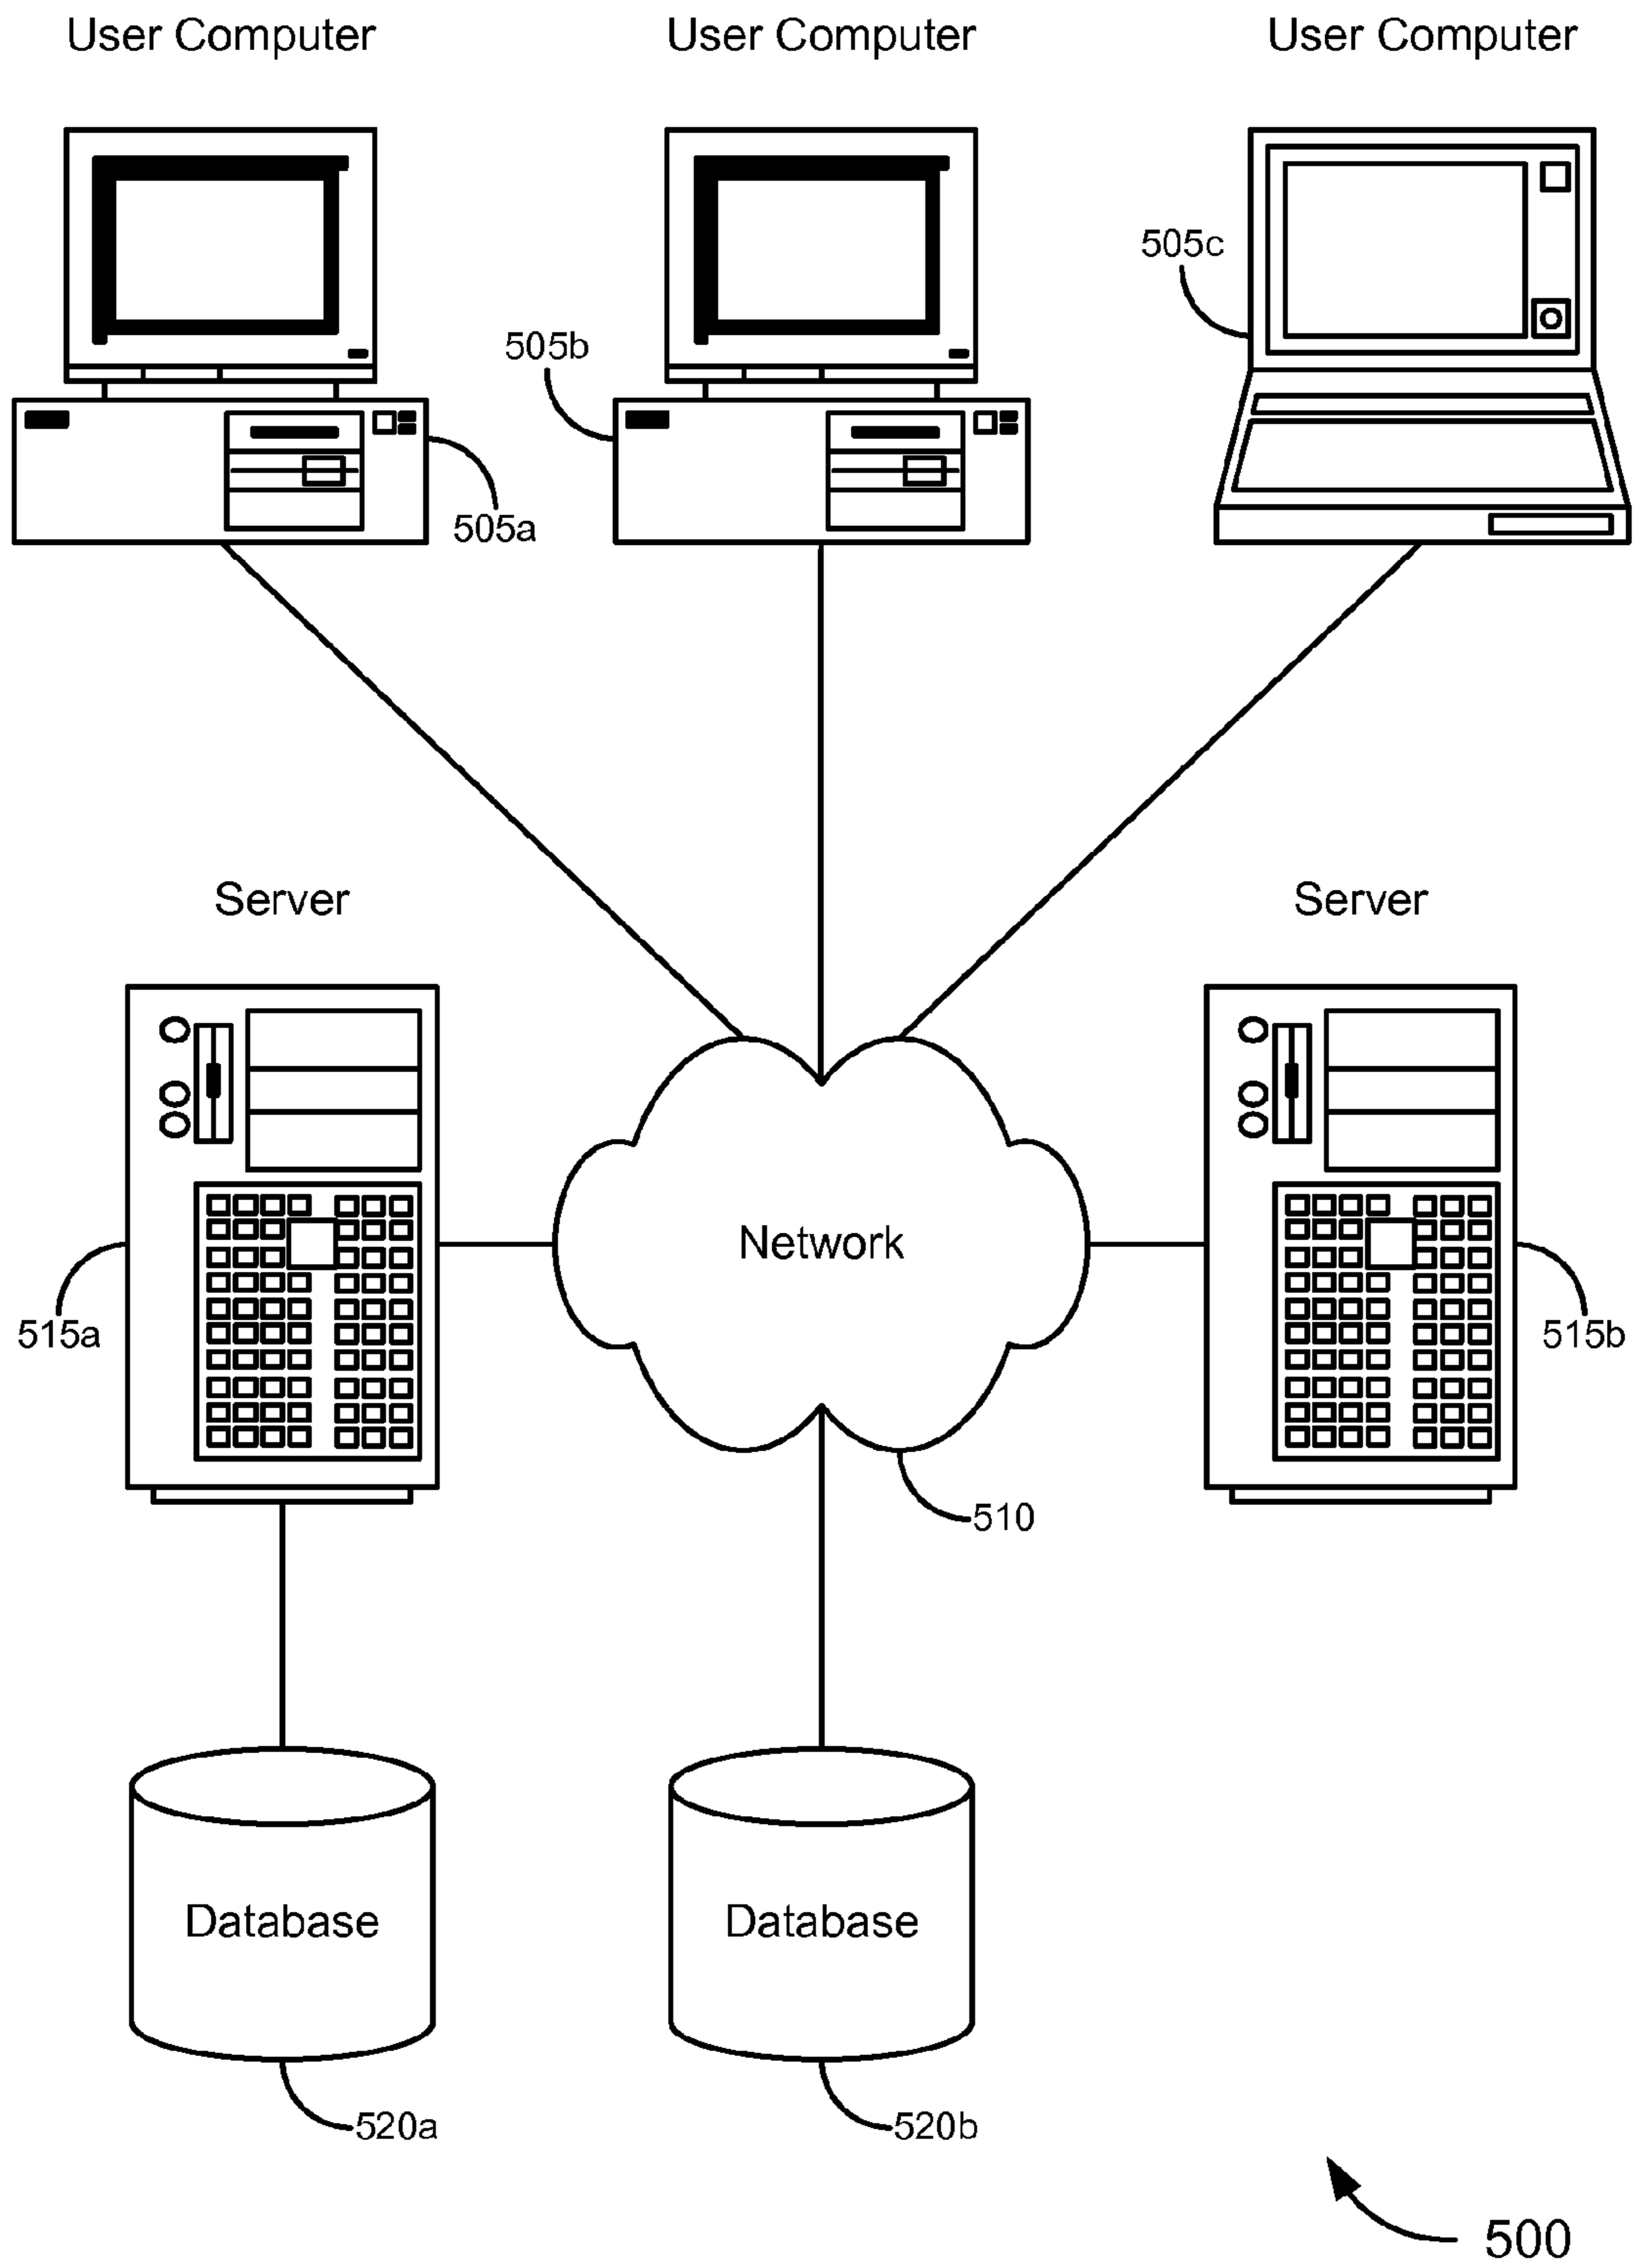 User Computer
User Computer
User Computer
505c
505b
505a
Server
Server
Network
515a
515b
510
Database
Database
520a
520b
500